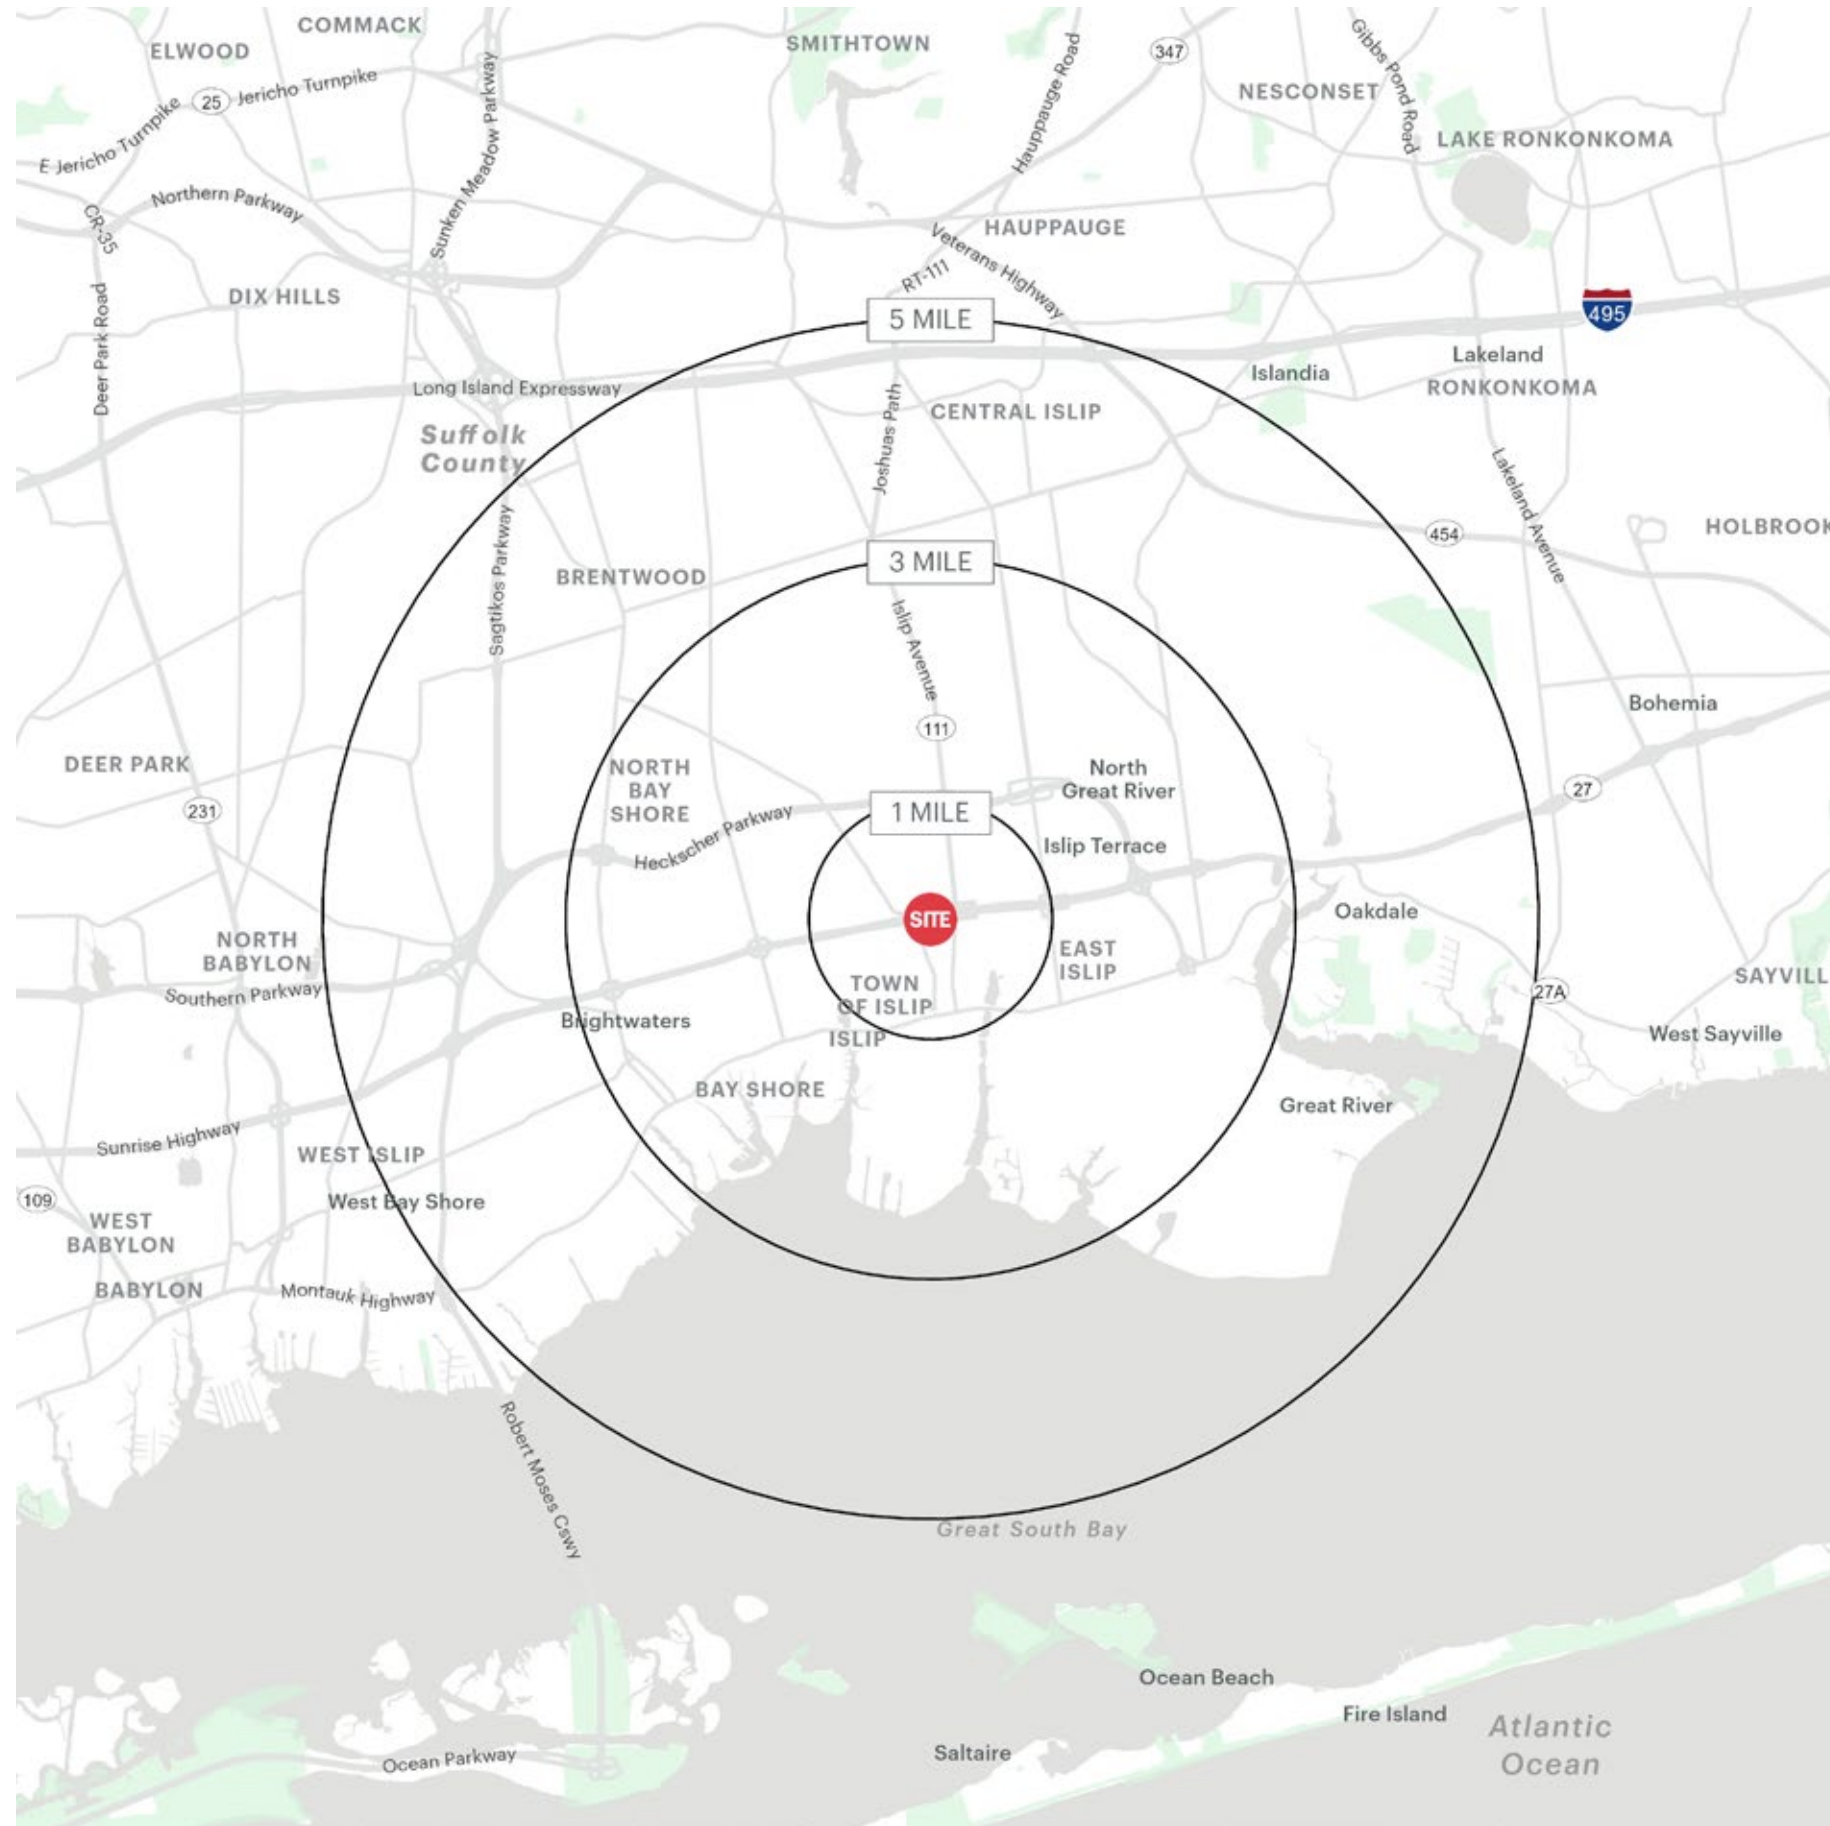 COMMACK
ELWOOD
SMITHTOWN
347
Hauppauge Road
Gibbs Pond Road
NESCONSET
25
Jericho Turnpike
E Jericho Turnpike
Sunken Meadow Parkway
LAKE RONKONKOMA
Northern Parkway
CR-35
HAUPPAUGE
Veterans Highway
RT-111
DIX HILLS
Deer Park Road
495
5 MILE
Lakeland
RONKONKOMA
Islandia
Long Island Expressway
Joshuas Path
CENTRAL ISLIP
Suffolk
County
Lakeland Avenue
454
HOLBROOK
Sagtikos Parkway
3 MILE
BRENTWOOD
Islip Avenue
Bohemia
111
DEER PARK
NORTH
BAY
SHORE
North
Great River
27
231
1 MILE
Heckscher Parkway
Islip Terrace
SITE
Oakdale
NORTH
BABYLON
EAST
ISLIP
SAYVILL
TOWN
OF ISLIP
Southern Parkway
27A
Brightwaters
ISLIP
West Sayville
BAY SHORE
Great River
Sunrise Highway
WEST ISLIP
West Bay Shore
109
WEST
BABYLON
BABYLON
Montauk Highway
Robert Moses Cswy
Great South Bay
Ocean Beach
Fire Island
Atlantic
Ocean
Saltaire
Ocean Parkway